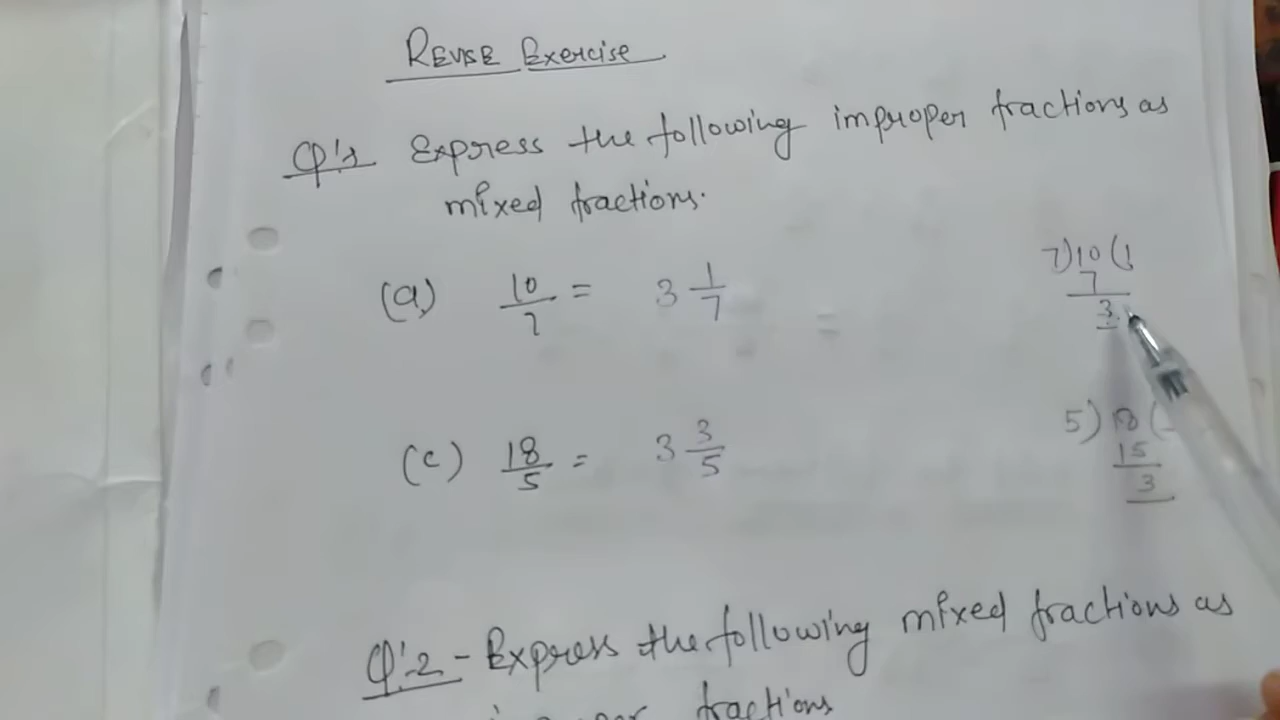 REVISE Exercise
Q'1 Express the following improper fractions as
mixed fractions.
(a) 10/7 = 3 1/7
7)10(1
7
3
(c) 18/5 = 3 3/5
5)18(
15
3
Q'2 - Express the following mixed fractions as
fractions